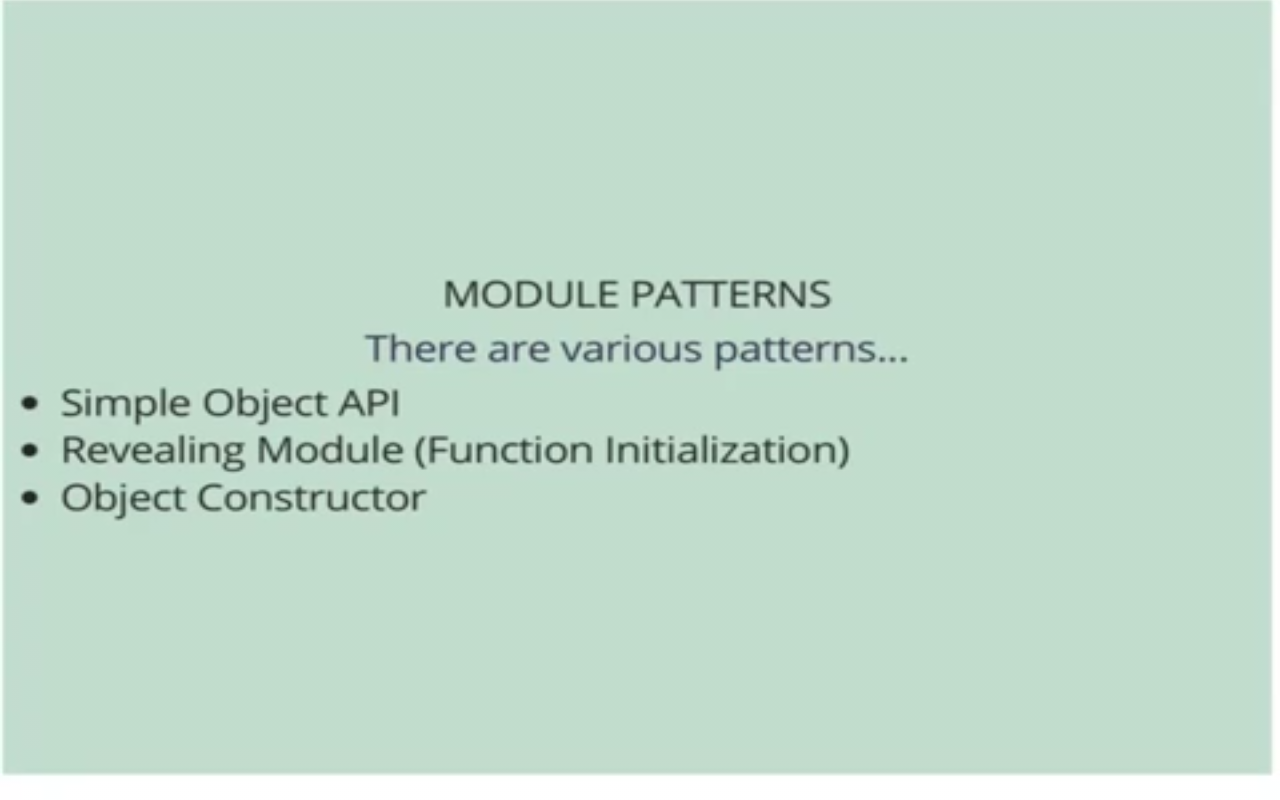 MODULE PATTERNS
There are various patterns...
• Simple Object API
• Revealing Module (Function Initialization)
• Object Constructor